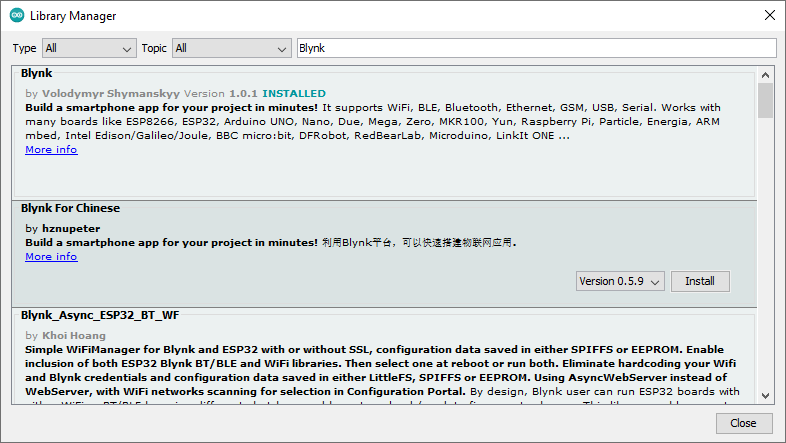 Library Manager
Type All Topic All Blynk
Blynk
by Volodymyr Shymanskyy Version 1.0.1 INSTALLED
Build a smartphone app for your project in minutes! It supports WiFi, BLE, Bluetooth, Ethernet, GSM, USB, Serial. Works with
many boards like ESP8266, ESP32, Arduino UNO, Nano, Due, Mega, Zero, MKR100, Yun, Raspberry Pi, Particle, Energia, ARM
mbed, Intel Edison/Galileo/Joule, BBC micro:bit, DFRobot, RedBearLab, Microduino, LinkIt ONE ...
More info
Blynk For Chinese
by hznupeter
Build a smartphone app for your project in minutes! 利用Blynk平台，可以快速搭建物联网应用。
More info
Version 0.5.9 Install
Blynk_Async_ESP32_BT_WF
by Khoi Hoang
Simple WiFiManager for Blynk and ESP32 with or without SSL, configuration data saved in either SPIFFS or EEPROM. Enable
inclusion of both ESP32 Blynk BT/BLE and WiFi libraries. Then select one at reboot or run both. Eliminate hardcoding your Wifi
and Blynk credentials and configuration data saved in either LittleFS, SPIFFS or EEPROM. Using AsyncWebServer instead of
WebServer, with WiFi networks scanning for selection in Configuration Portal. By design, Blynk user can run ESP32 boards with
Close